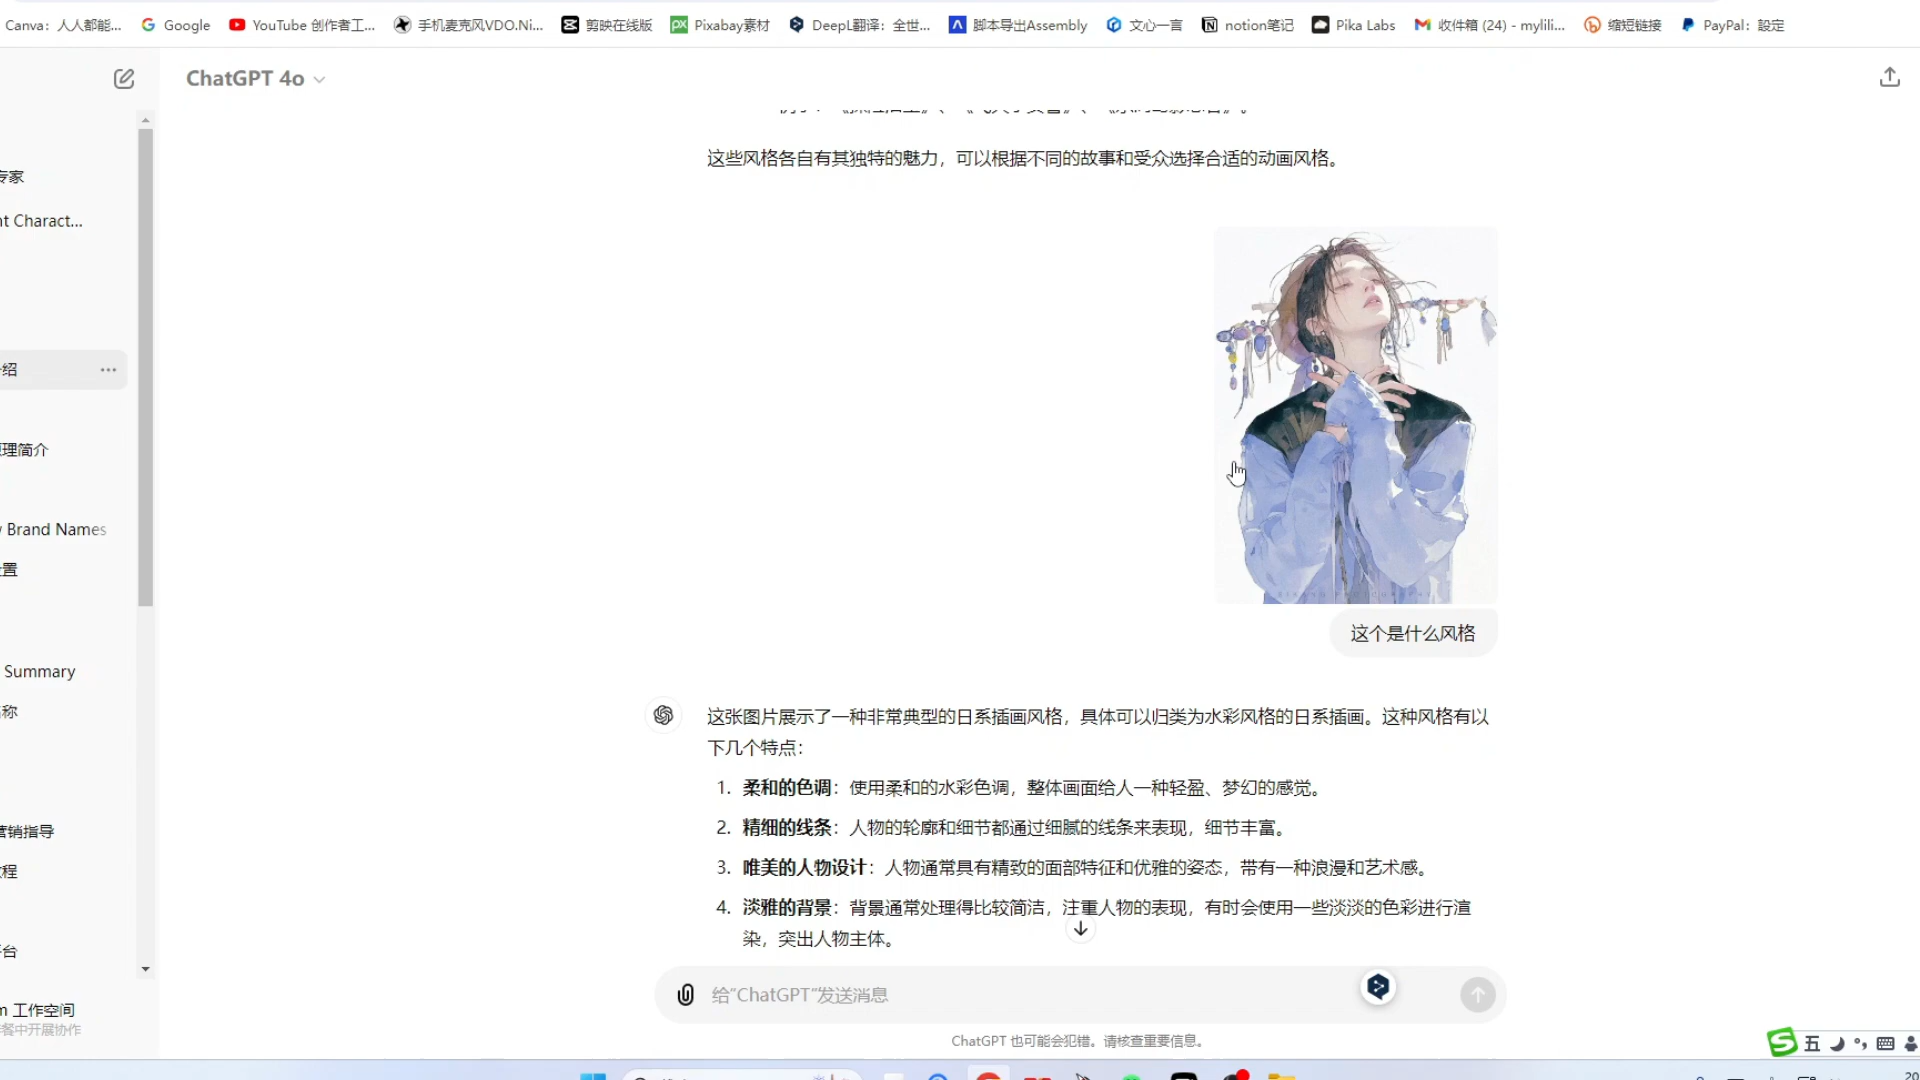 Canva：人人都能...
Google
YouTube 创作者工...
手机麦克风VDO.Ni...
剪映在线版
Pixabay素材
DeepL翻译：全世...
脚本导出Assembly
文心一言
notion笔记
Pika Labs
收件箱 (24) - mylili...
缩短链接
PayPal：設定
ChatGPT 4o
专家
nt Charact...
绍
理简介
Brand Names
置
Summary
称
营销指导
程
台
m 工作空间
餐中开展协作
这些风格各自有其独特的魅力，可以根据不同的故事和受众选择合适的动画风格。
这个是什么风格
这张图片展示了一种非常典型的日系插画风格，具体可以归类为水彩风格的日系插画。这种风格有以
下几个特点：
1. 柔和的色调：使用柔和的水彩色调，整体画面给人一种轻盈、梦幻的感觉。
2. 精细的线条：人物的轮廓和细节都通过细腻的线条来表现，细节丰富。
3. 唯美的人物设计：人物通常具有精致的面部特征和优雅的姿态，带有一种浪漫和艺术感。
4. 淡雅的背景：背景通常处理得比较简洁，注重人物的表现，有时会使用一些淡淡的色彩进行渲
染，突出人物主体。
给“ChatGPT”发送消息
ChatGPT 也可能会犯错。请核查重要信息。
五